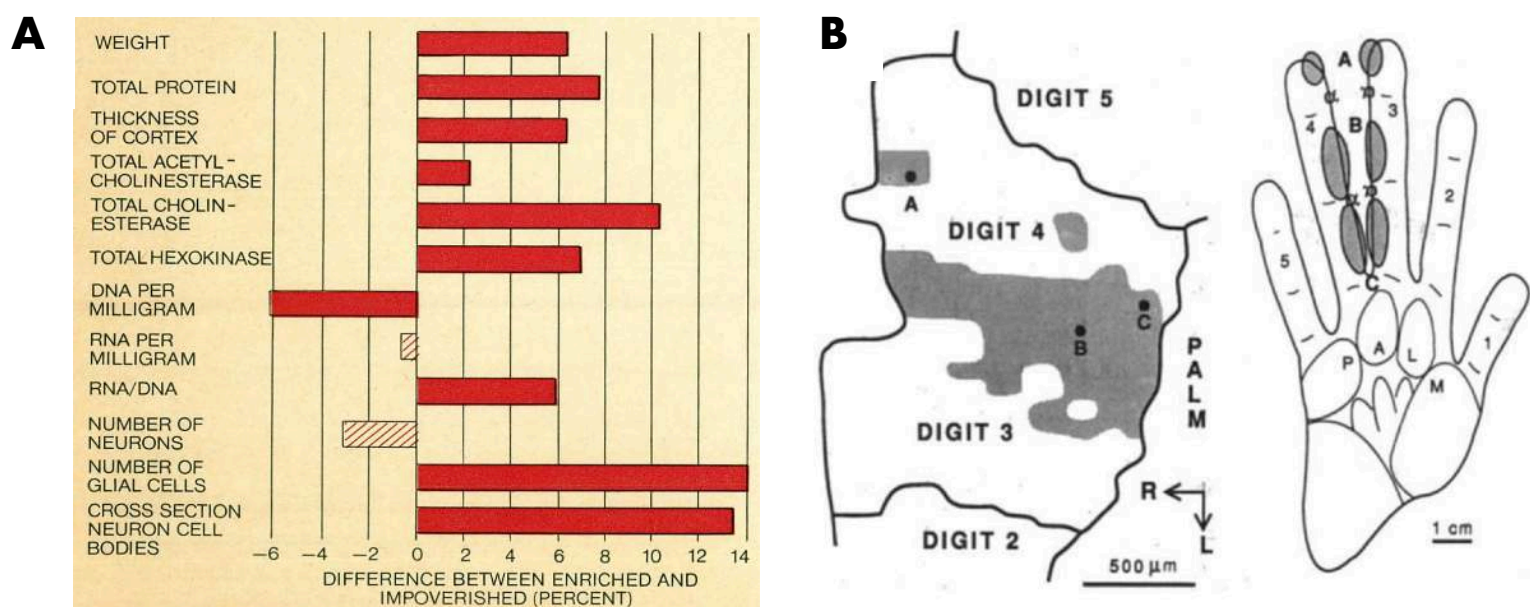 A
WEIGHT
TOTAL PROTEIN
THICKNESS
OF CORTEX
TOTAL ACETYL-
CHOLINESTERASE
TOTAL CHOLIN-
ESTERASE
TOTAL HEXOKINASE
DNA PER
MILLIGRAM
RNA PER
MILLIGRAM
RNA/DNA
NUMBER OF
NEURONS
NUMBER OF
GLIAL CELLS
CROSS SECTION
NEURON CELL
BODIES
−6 −4 −2 0 2 4 6 8 10 12 14
DIFFERENCE BETWEEN ENRICHED AND
IMPOVERISHED (PERCENT)
B
DIGIT 5
A
DIGIT 4
B
C
PALM
DIGIT 3
R
L
DIGIT 2
500 µm
A
3
4
B
2
5
C
1
P
A
L
M
1 cm